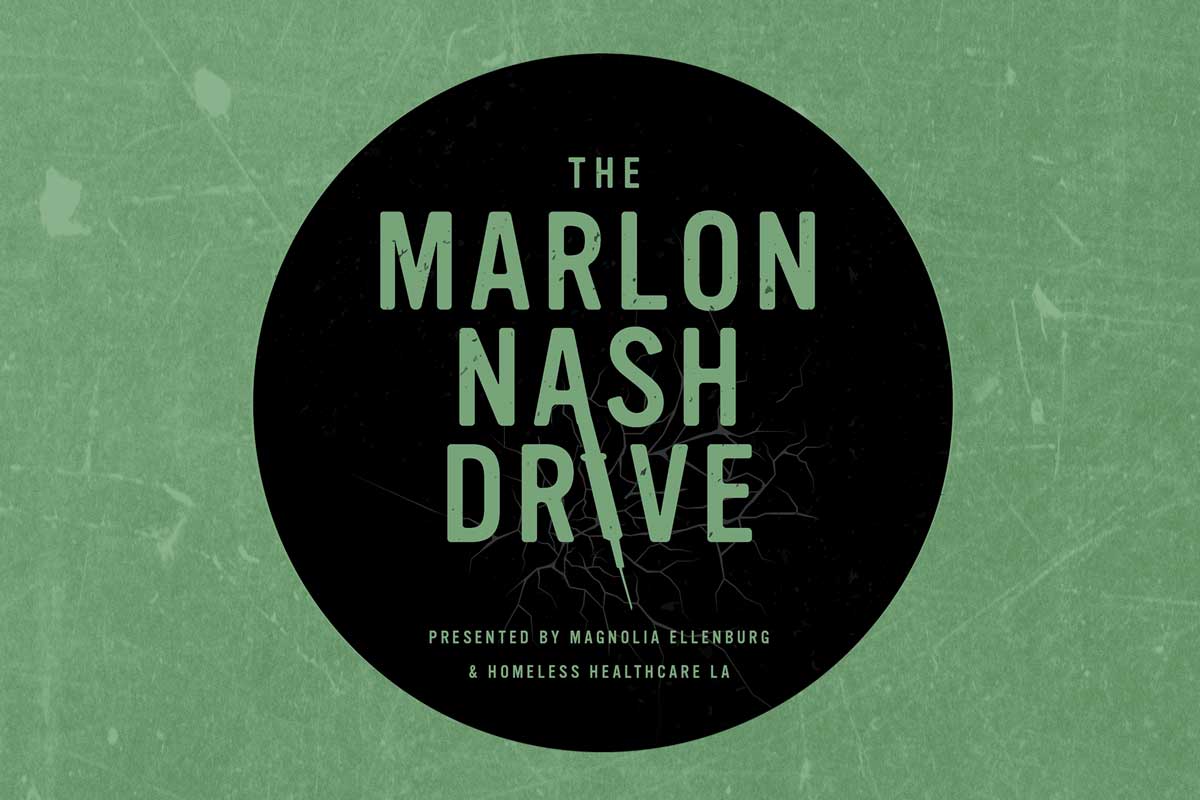 THE
MARLON
NASH
DRIVE
PRESENTED BY MAGNOLIA ELLENBURG
& HOMELESS HEALTHCARE LA